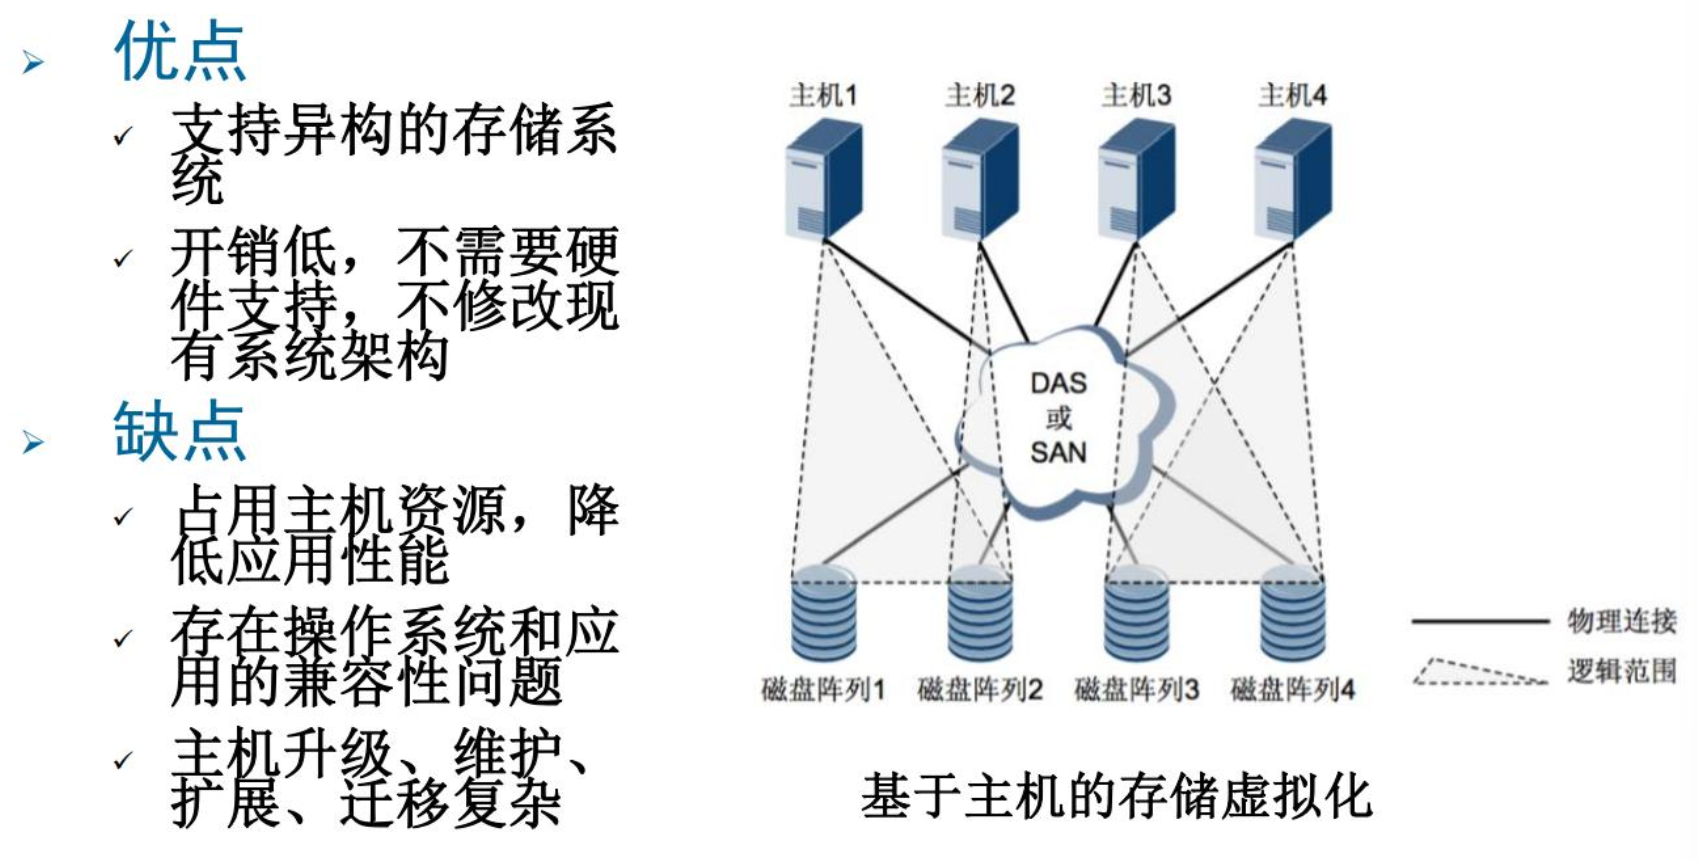 优点
支持异构的存储系
统
开销低，不需要硬
件支持，不修改现
有系统架构
缺点
占用主机资源，降
低应用性能
存在操作系统和应
用的兼容性问题
主机升级、维护、
扩展、迁移复杂
主机1
主机2
主机3
主机4
DAS
或
SAN
磁盘阵列1
磁盘阵列2
磁盘阵列3
磁盘阵列4
物理连接
逻辑范围
基于主机的存储虚拟化